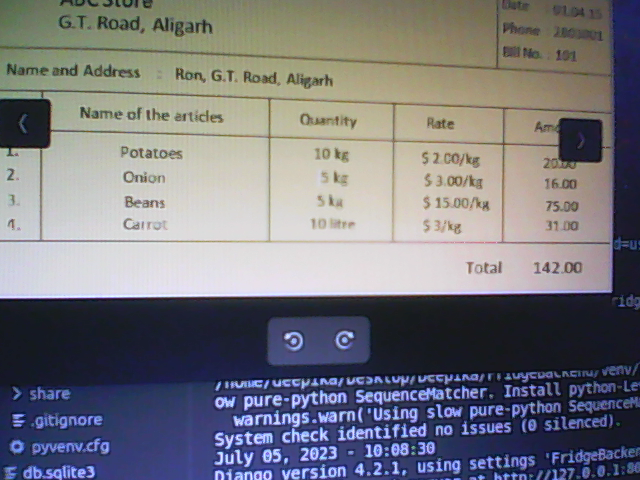 ABC Store
G.T. Road, Aligarh
Date : 01.04.15
Phone : 2803001
Bill No. : 101
Name and Address : Ron, G.T. Road, Aligarh
Name of the articles Quantity Rate
1. Potatoes 10 kg $ 2.00/kg 20.00
2. Onion 5 kg $ 3.00/kg 16.00
3. Beans 5 kg $ 15.00/kg 75.00
4. Carrot 10 litre $ 3/kg 31.00
Total 142.00
share
.gitignore
pyvenv.cfg
db.sqlite3
/home/deepika/Desktop/Deepika/FridgeBackend/venv/
ow pure-python SequenceMatcher. Install python-Le
warnings.warn('Using slow pure-python SequenceM
System check identified no issues (0 silenced).
July 05, 2023 - 10:08:30
Django version 4.2.1, using settings 'FridgeBacken
at http://127.0.0.1:80